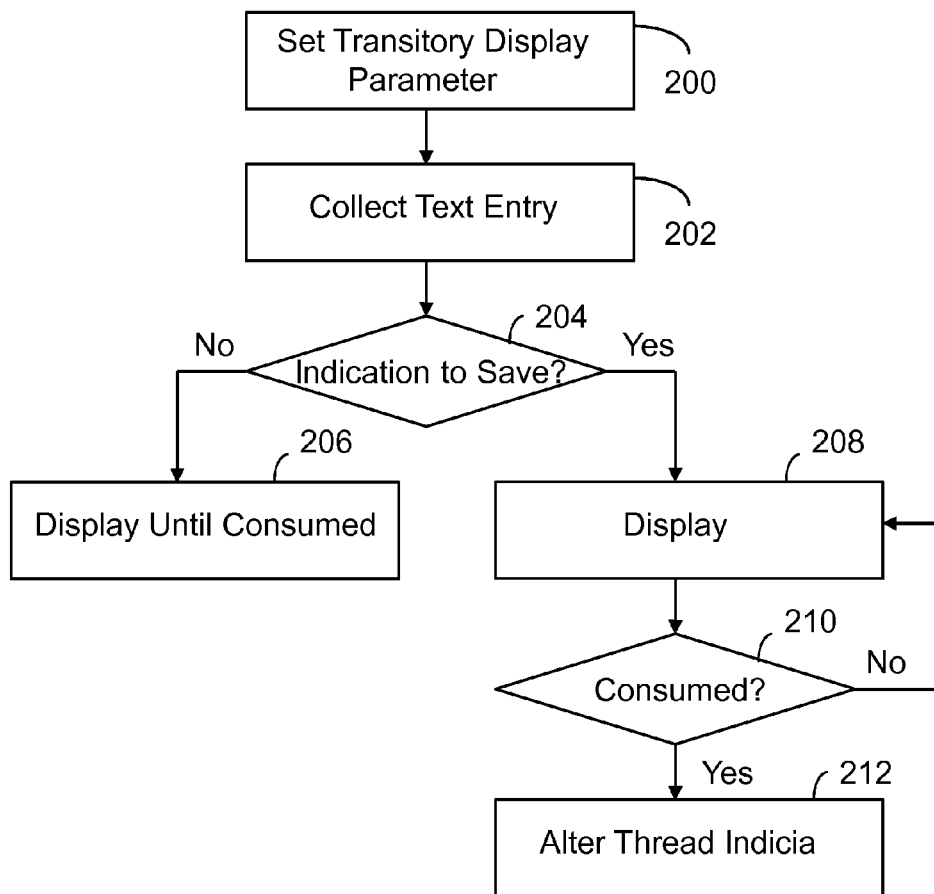 Set Transitory Display
Parameter
200
Collect Text Entry
202
204
No
Yes
Indication to Save?
206
208
Display Until Consumed
Display
210
No
Consumed?
Yes
212
Alter Thread Indicia